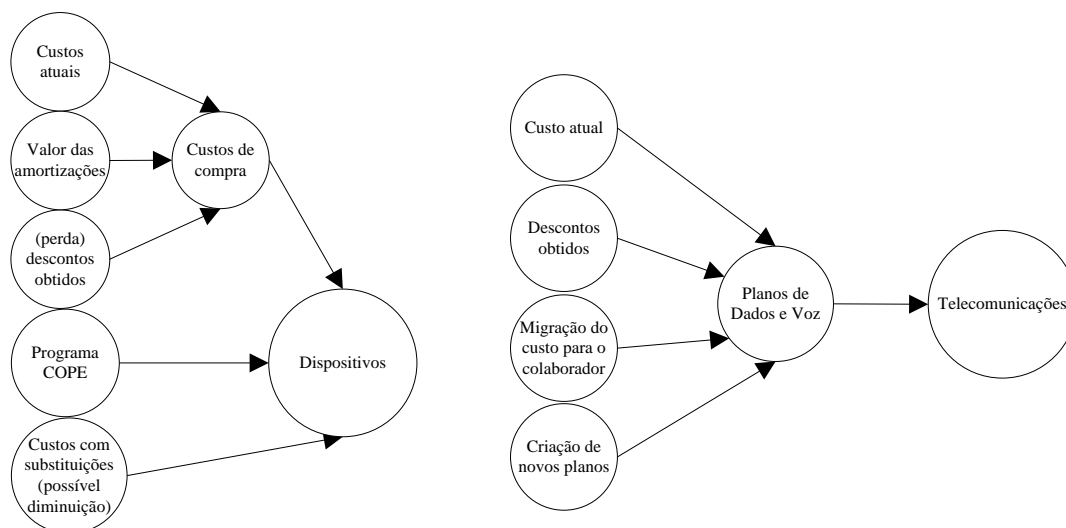 Custos
atuais
Valor das
amortizações
(perda)
descontos
obtidos
Custos de
compra
Programa
COPE
Custos com
substituições
(possível
diminuição)
Dispositivos
Custo atual
Descontos
obtidos
Migração do
custo para o
colaborador
Criação de
novos planos
Planos de
Dados e Voz
Telecomunicações